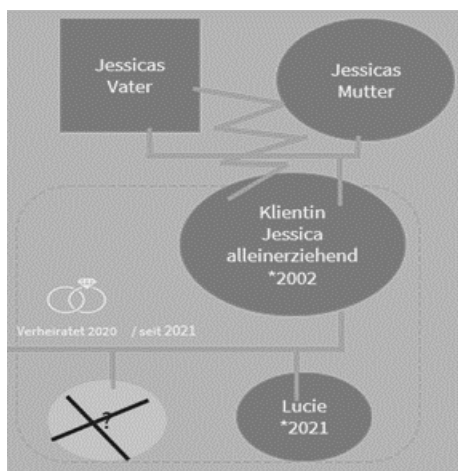 Jessicas
Vater
Jessicas
Mutter
Klientin
Jessica
alleinerziehend
*2002
Verheiratet 2020 / seit 2021
?
Lucie
*2021